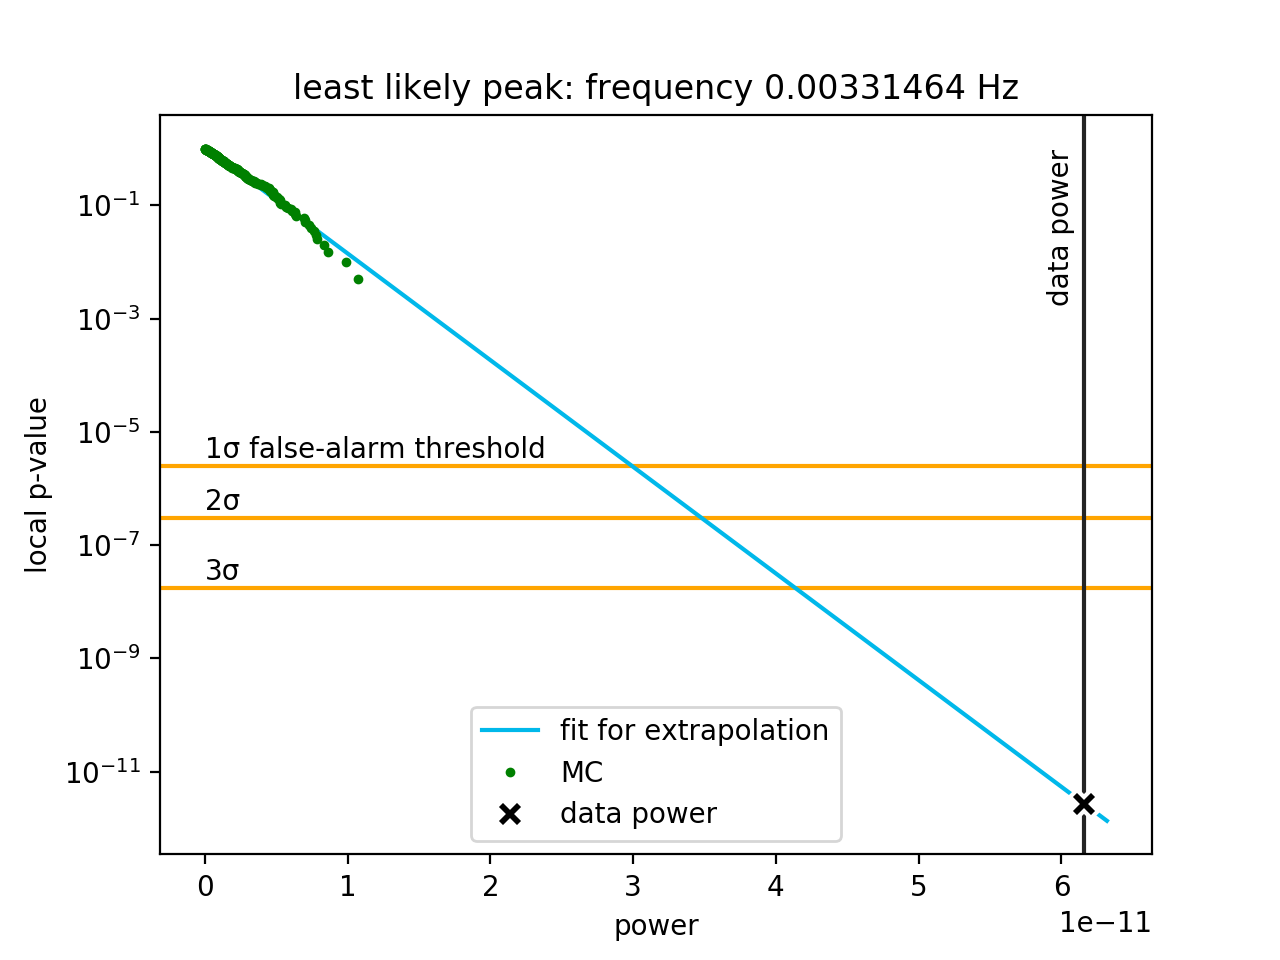 least likely peak: frequency 0.00331464 Hz
data power
10⁻¹
10⁻³
10⁻⁵
10⁻⁷
10⁻⁹
10⁻¹¹
local p-value
1σ false-alarm threshold
2σ
3σ
fit for extrapolation
MC
data power
0 1 2 3 4 5 6
1e−11
power